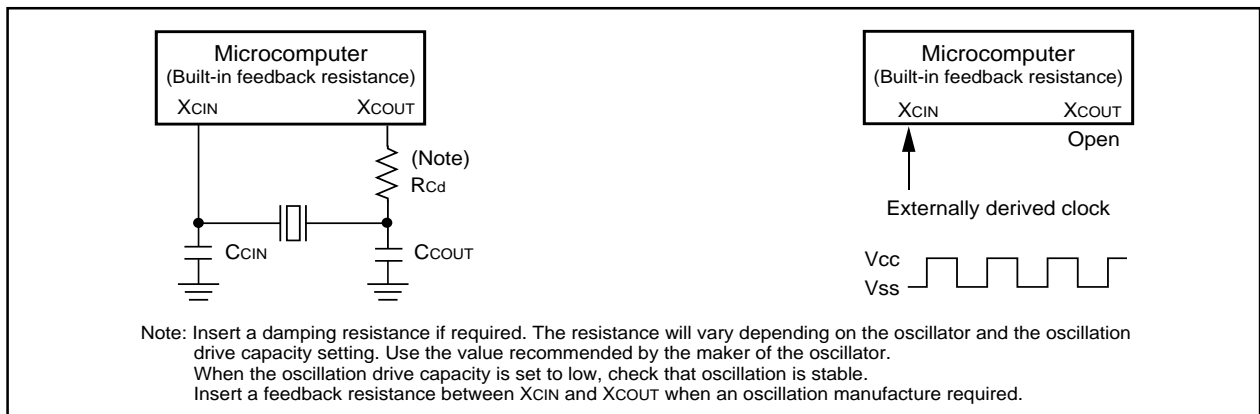 Microcomputer
(Built-in feedback resistance)
XCIN XCOUT
(Note)
RCd
CCIN CCOUT
Microcomputer
(Built-in feedback resistance)
XCIN XCOUT
Open
Externally derived clock
Vcc
Vss
Note: Insert a damping resistance if required. The resistance will vary depending on the oscillator and the oscillation
drive capacity setting. Use the value recommended by the maker of the oscillator.
When the oscillation drive capacity is set to low, check that oscillation is stable.
Insert a feedback resistance between XCIN and XCOUT when an oscillation manufacture required.